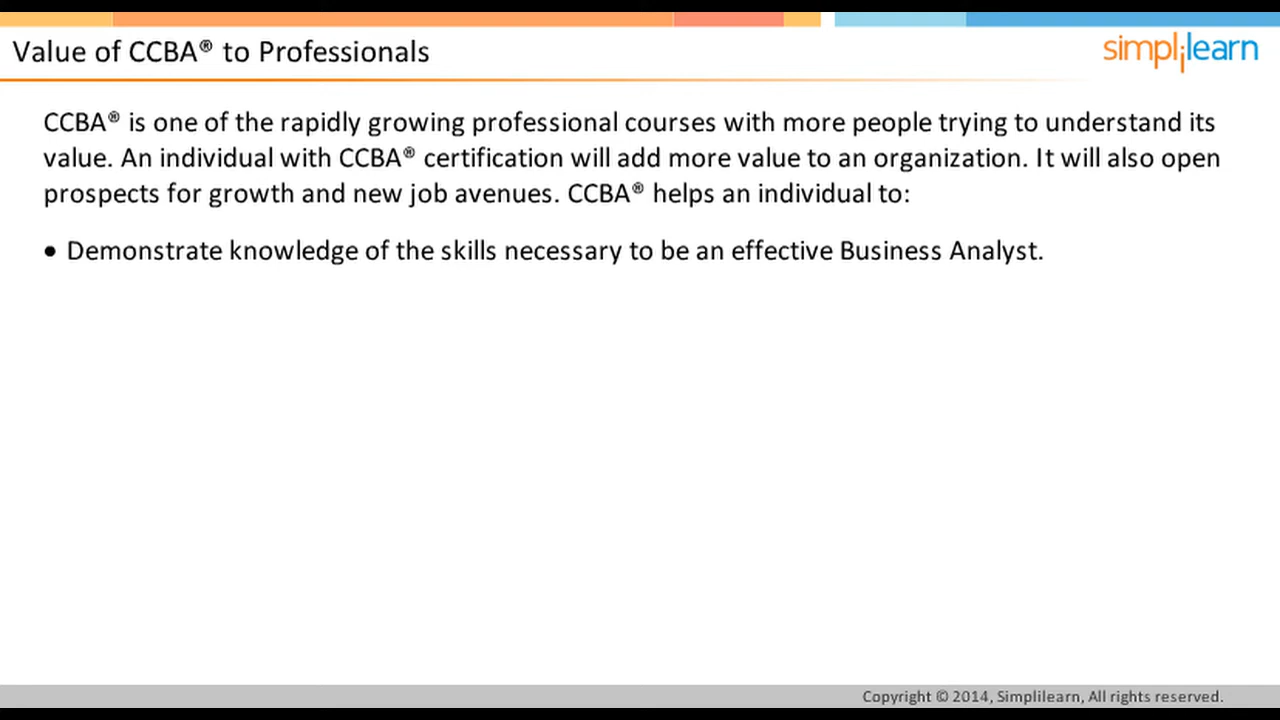 Value of CCBA® to Professionals
simplilearn
CCBA® is one of the rapidly growing professional courses with more people trying to understand its
value. An individual with CCBA® certification will add more value to an organization. It will also open
prospects for growth and new job avenues. CCBA® helps an individual to:
• Demonstrate knowledge of the skills necessary to be an effective Business Analyst.
Copyright © 2014, Simplilearn, All rights reserved.